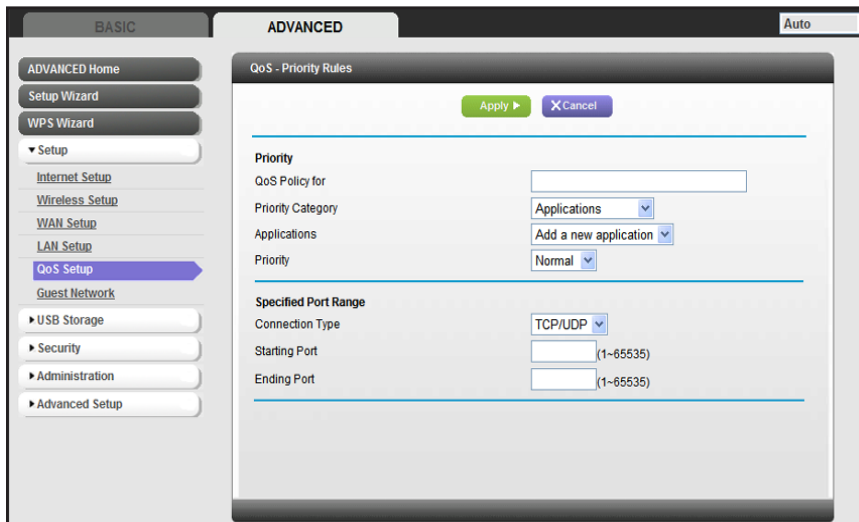 BASIC
ADVANCED
Auto
ADVANCED Home
Setup Wizard
WPS Wizard
Setup
Internet Setup
Wireless Setup
WAN Setup
LAN Setup
QoS Setup
Guest Network
USB Storage
Security
Administration
Advanced Setup
QoS - Priority Rules
Apply
Cancel
Priority
QoS Policy for
Priority Category Applications
Applications Add a new application
Priority Normal
Specified Port Range
Connection Type TCP/UDP
Starting Port (1~65535)
Ending Port (1~65535)